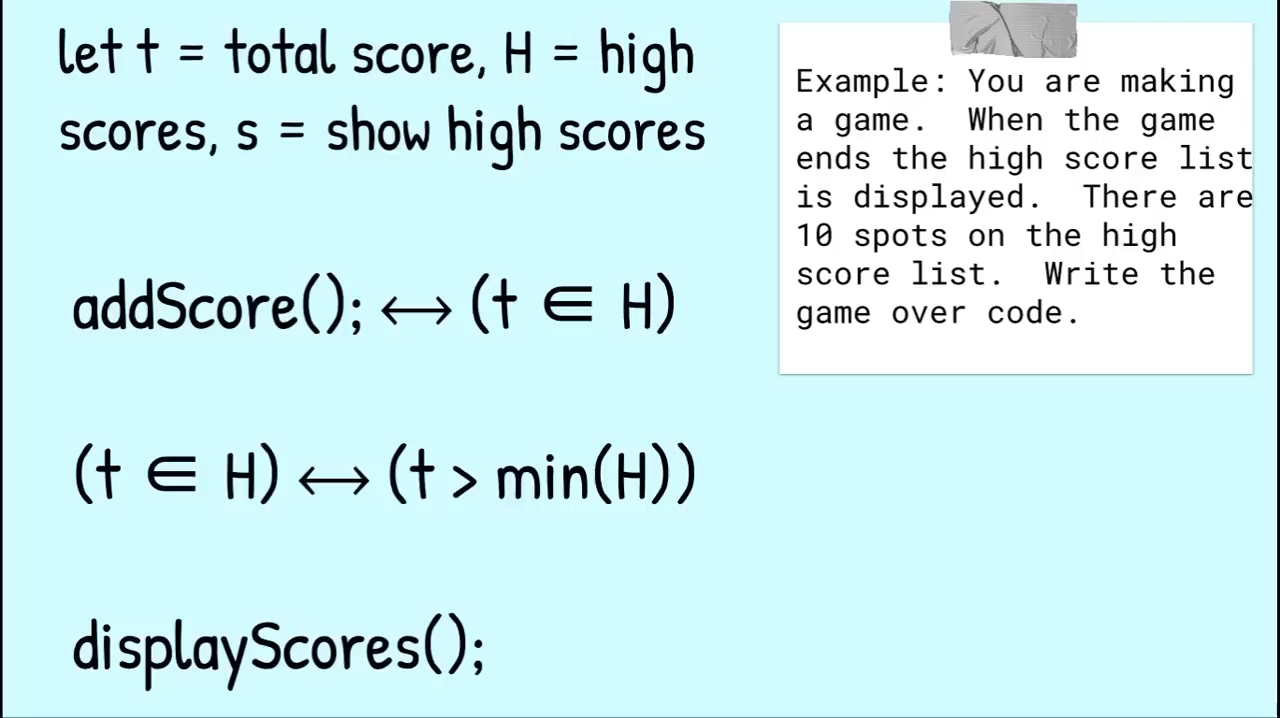 let t = total score, H = high
scores, s = show high scores
addScore(); ⟷ (t ∈ H)
(t ∈ H) ⟷ (t > min(H))
displayScores();
Example: You are making
a game.  When the game
ends the high score list
is displayed.  There are
10 spots on the high
score list.  Write the
game over code.